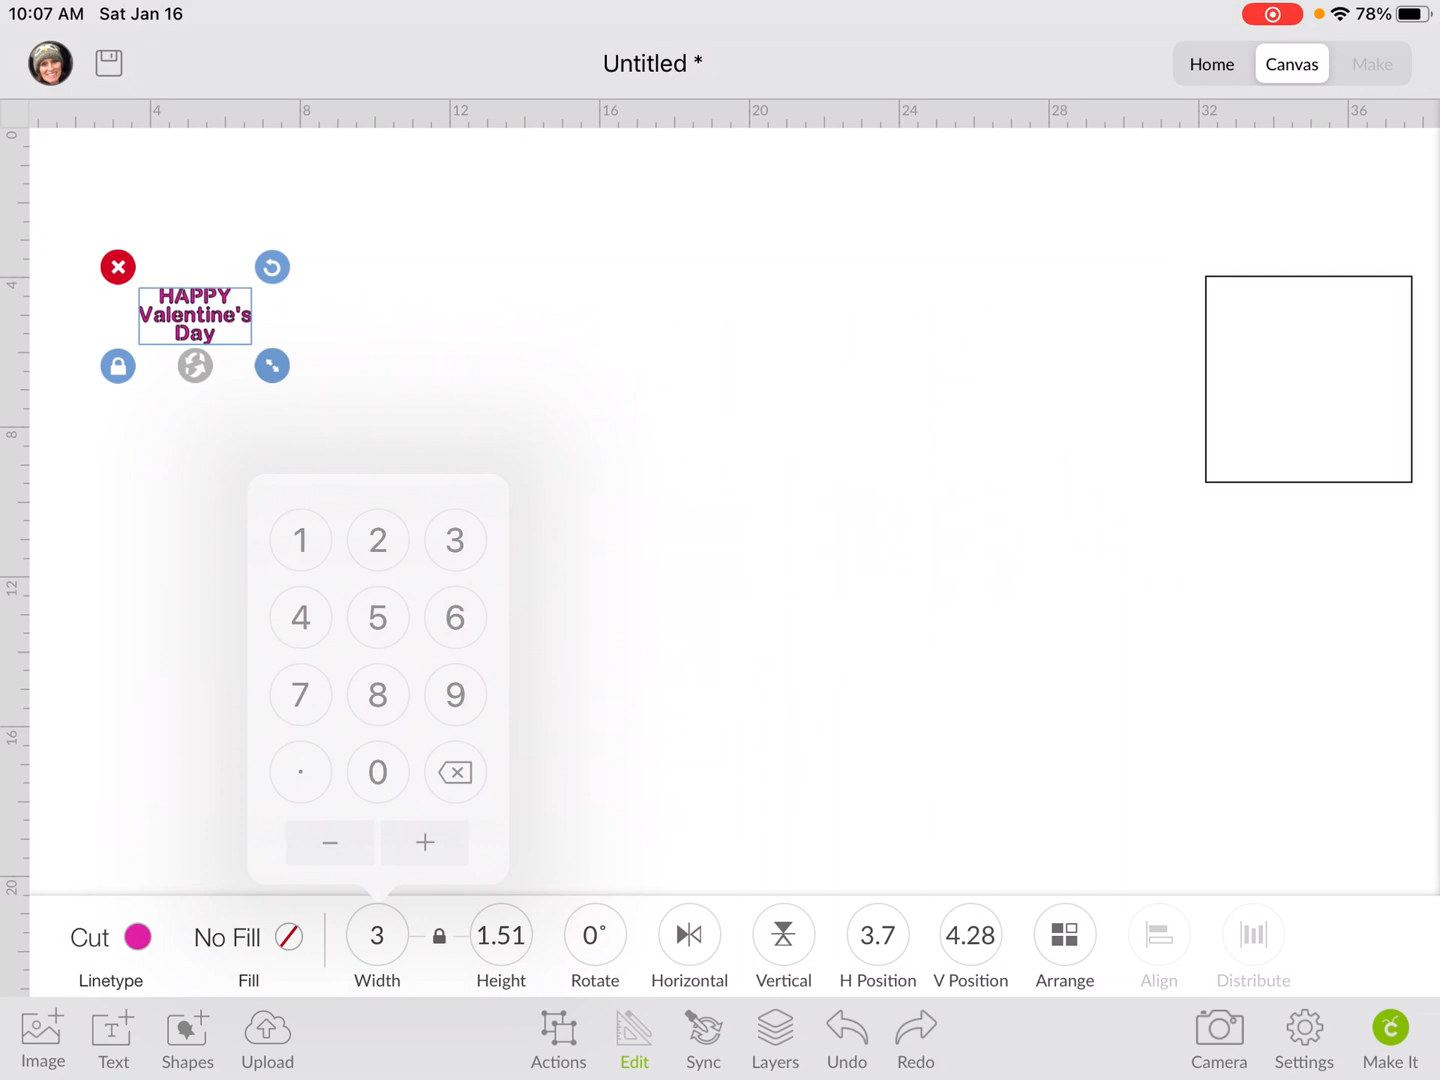 10:07 AM Sat Jan 16
78%
Untitled *
Home Canvas Make
4 8 12 16 20 24 28 32 36
0
4
8
12
16
20
HAPPY
Valentine's
Day
1 2 3
4 5 6
7 8 9
. 0
− +
Cut No Fill 3 1.51 0° 3.7 4.28
Linetype Fill Width Height Rotate Horizontal Vertical H Position V Position Arrange Align Distribute
Image Text Shapes Upload Actions Edit Sync Layers Undo Redo Camera Settings Make It